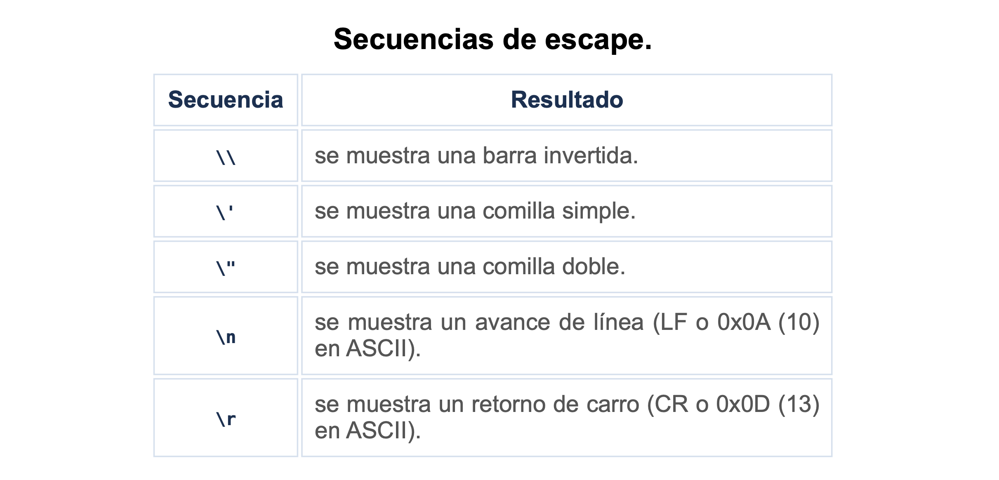 Secuencias de escape.
Secuencia Resultado
\\ se muestra una barra invertida.
\' se muestra una comilla simple.
\" se muestra una comilla doble.
\n se muestra un avance de línea (LF o 0x0A (10)
en ASCII).
\r se muestra un retorno de carro (CR o 0x0D (13)
en ASCII).